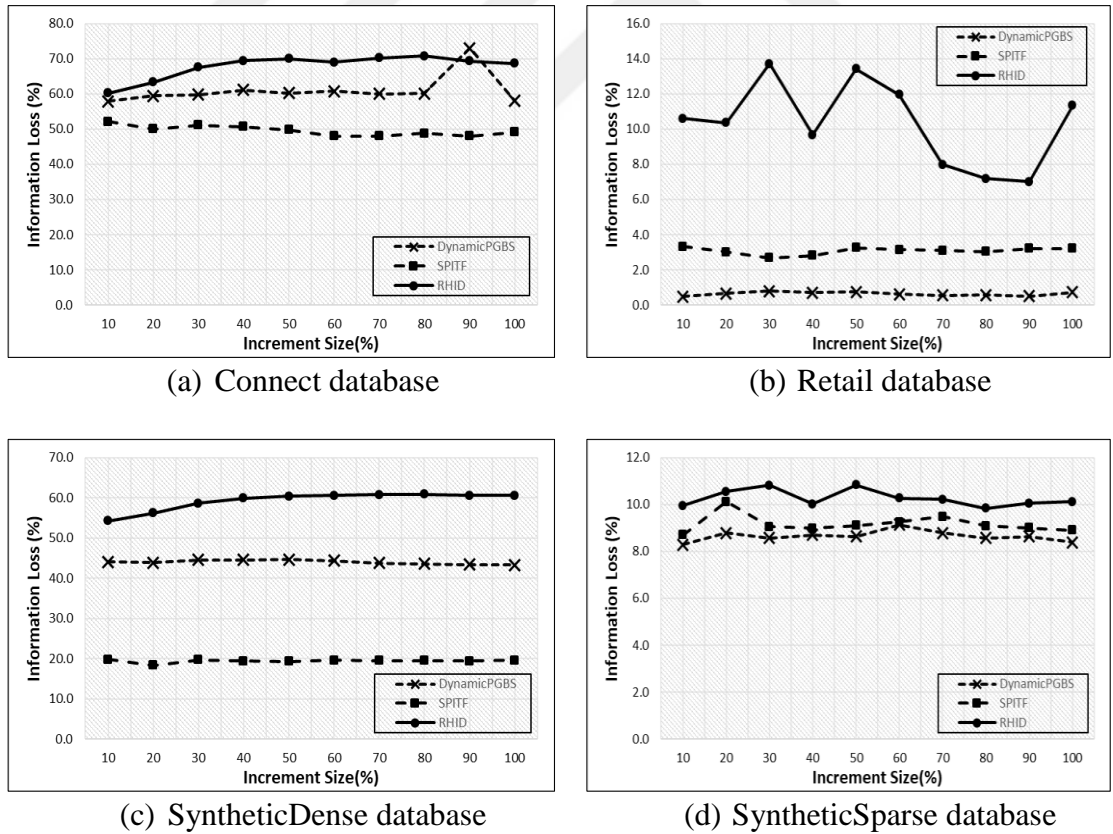 80.0
70.0
60.0
50.0
40.0
30.0
20.0
10.0
0.0
Information Loss (%)
DynamicPGBS
SPITF
RHID
10 20 30 40 50 60 70 80 90 100
Increment Size(%)
(a) Connect database
16.0
14.0
12.0
10.0
8.0
6.0
4.0
2.0
0.0
Information Loss (%)
DynamicPGBS
SPITF
RHID
10 20 30 40 50 60 70 80 90 100
Increment Size(%)
(b) Retail database
70.0
60.0
50.0
40.0
30.0
20.0
10.0
0.0
Information Loss (%)
DynamicPGBS
SPITF
RHID
10 20 30 40 50 60 70 80 90 100
Increment Size(%)
(c) SyntheticDense database
12.0
10.0
8.0
6.0
4.0
2.0
0.0
Information Loss (%)
DynamicPGBS
SPITF
RHID
10 20 30 40 50 60 70 80 90 100
Increment Size(%)
(d) SyntheticSparse database